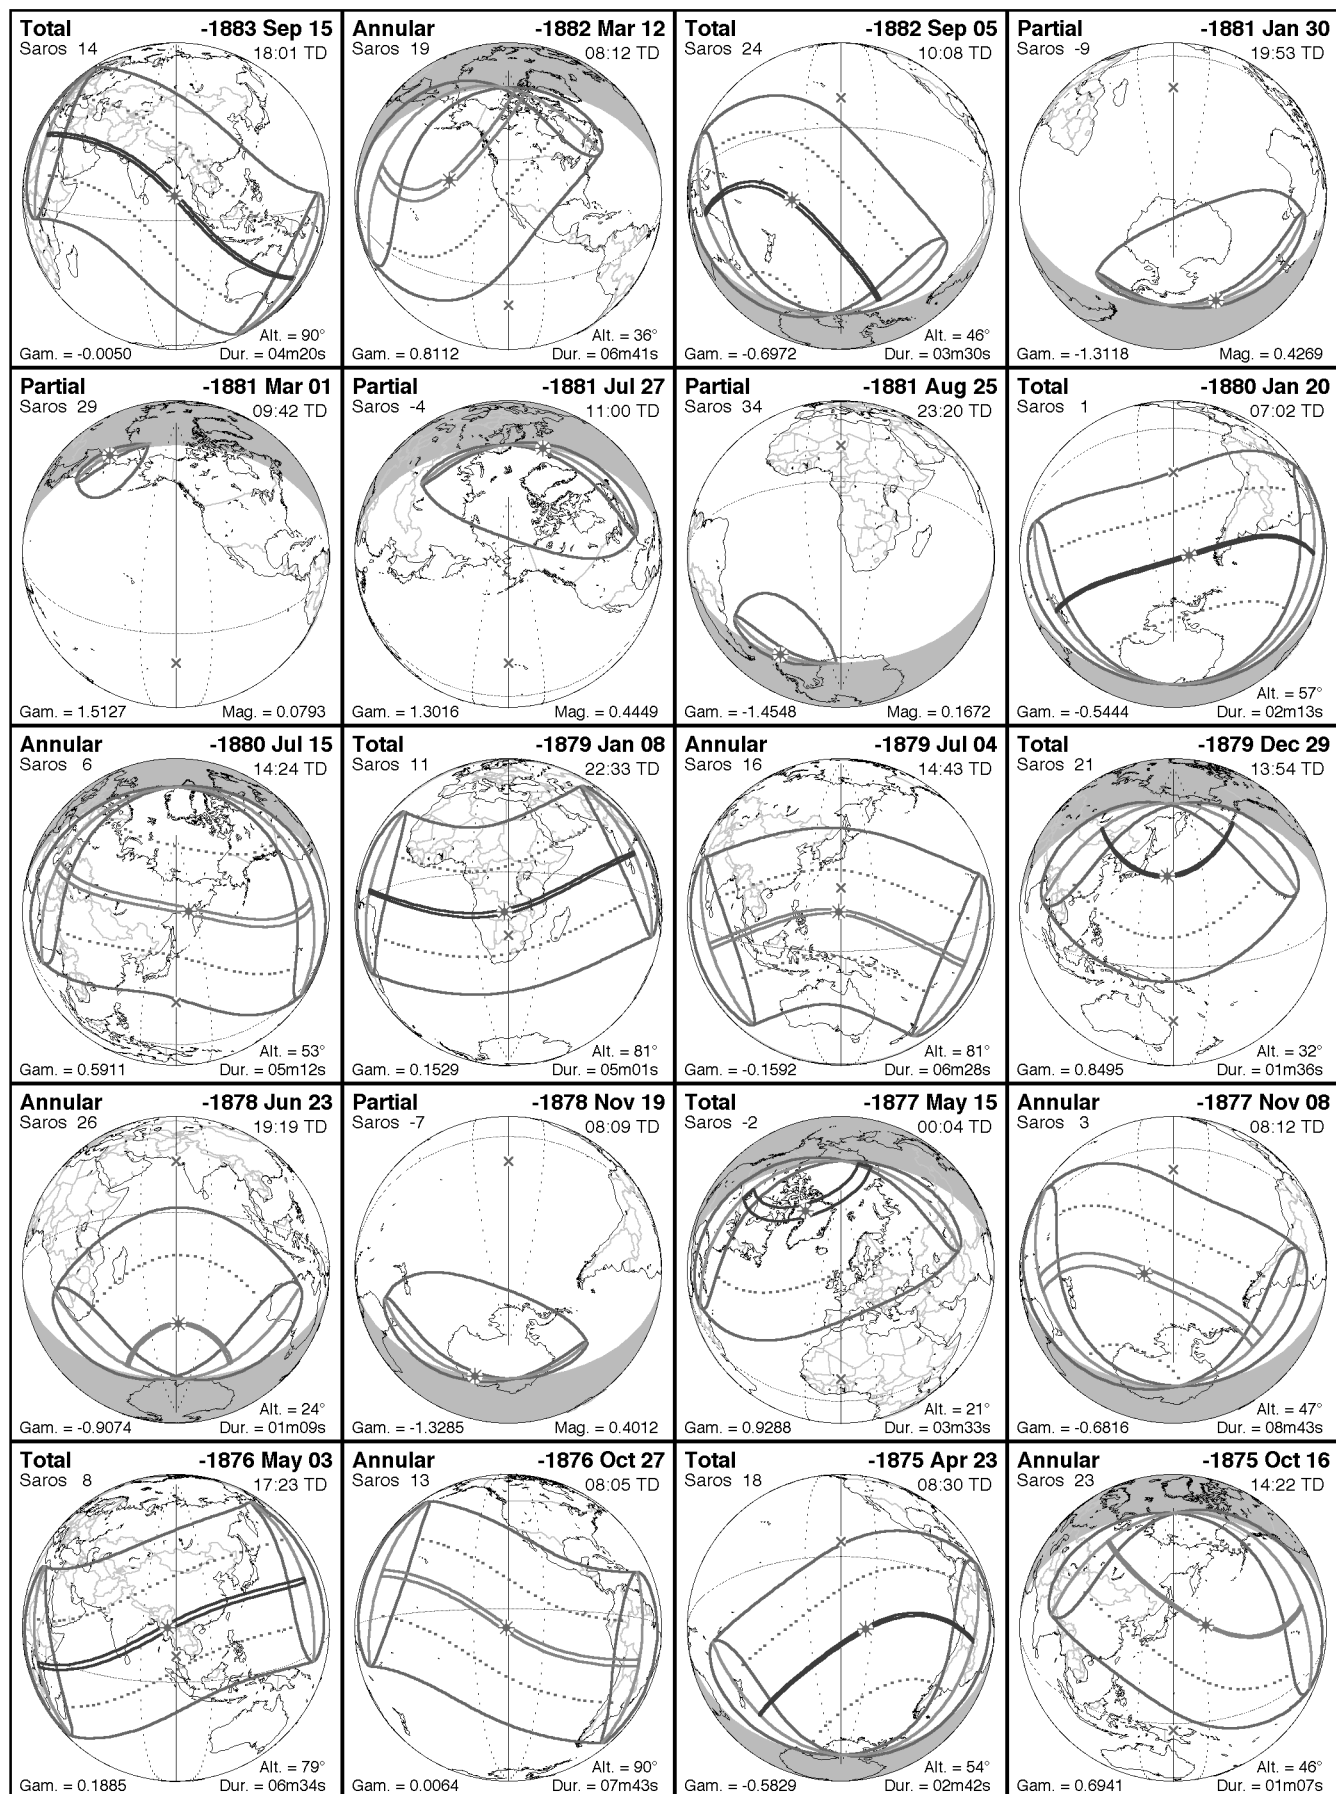 Total -1883 Sep 15
Saros 14 18:01 TD
Alt. = 90°
Gam. = -0.0050 Dur. = 04m20s
Annular -1882 Mar 12
Saros 19 08:12 TD
Alt. = 36°
Gam. = 0.8112 Dur. = 06m41s
Total -1882 Sep 05
Saros 24 10:08 TD
Alt. = 46°
Gam. = -0.6972 Dur. = 03m30s
Partial -1881 Jan 30
Saros -9 19:53 TD
Gam. = -1.3118 Mag. = 0.4269
Partial -1881 Mar 01
Saros 29 09:42 TD
Gam. = 1.5127 Mag. = 0.0793
Partial -1881 Jul 27
Saros -4 11:00 TD
Gam. = 1.3016 Mag. = 0.4449
Partial -1881 Aug 25
Saros 34 23:20 TD
Gam. = -1.4548 Mag. = 0.1672
Total -1880 Jan 20
Saros 1 07:02 TD
Alt. = 57°
Gam. = -0.5444 Dur. = 02m13s
Annular -1880 Jul 15
Saros 6 14:24 TD
Alt. = 53°
Gam. = 0.5911 Dur. = 05m12s
Total -1879 Jan 08
Saros 11 22:33 TD
Alt. = 81°
Gam. = 0.1529 Dur. = 05m01s
Annular -1879 Jul 04
Saros 16 14:43 TD
Alt. = 81°
Gam. = -0.1592 Dur. = 06m28s
Total -1879 Dec 29
Saros 21 13:54 TD
Alt. = 32°
Gam. = 0.8495 Dur. = 01m36s
Annular -1878 Jun 23
Saros 26 19:19 TD
Alt. = 24°
Gam. = -0.9074 Dur. = 01m09s
Partial -1878 Nov 19
Saros -7 08:09 TD
Gam. = -1.3285 Mag. = 0.4012
Total -1877 May 15
Saros -2 00:04 TD
Alt. = 21°
Gam. = 0.9288 Dur. = 03m33s
Annular -1877 Nov 08
Saros 3 08:12 TD
Alt. = 47°
Gam. = -0.6816 Dur. = 08m43s
Total -1876 May 03
Saros 8 17:23 TD
Alt. = 79°
Gam. = 0.1885 Dur. = 06m34s
Annular -1876 Oct 27
Saros 13 08:05 TD
Alt. = 90°
Gam. = 0.0064 Dur. = 07m43s
Total -1875 Apr 23
Saros 18 08:30 TD
Alt. = 54°
Gam. = -0.5829 Dur. = 02m42s
Annular -1875 Oct 16
Saros 23 14:22 TD
Alt. = 46°
Gam. = 0.6941 Dur. = 01m07s